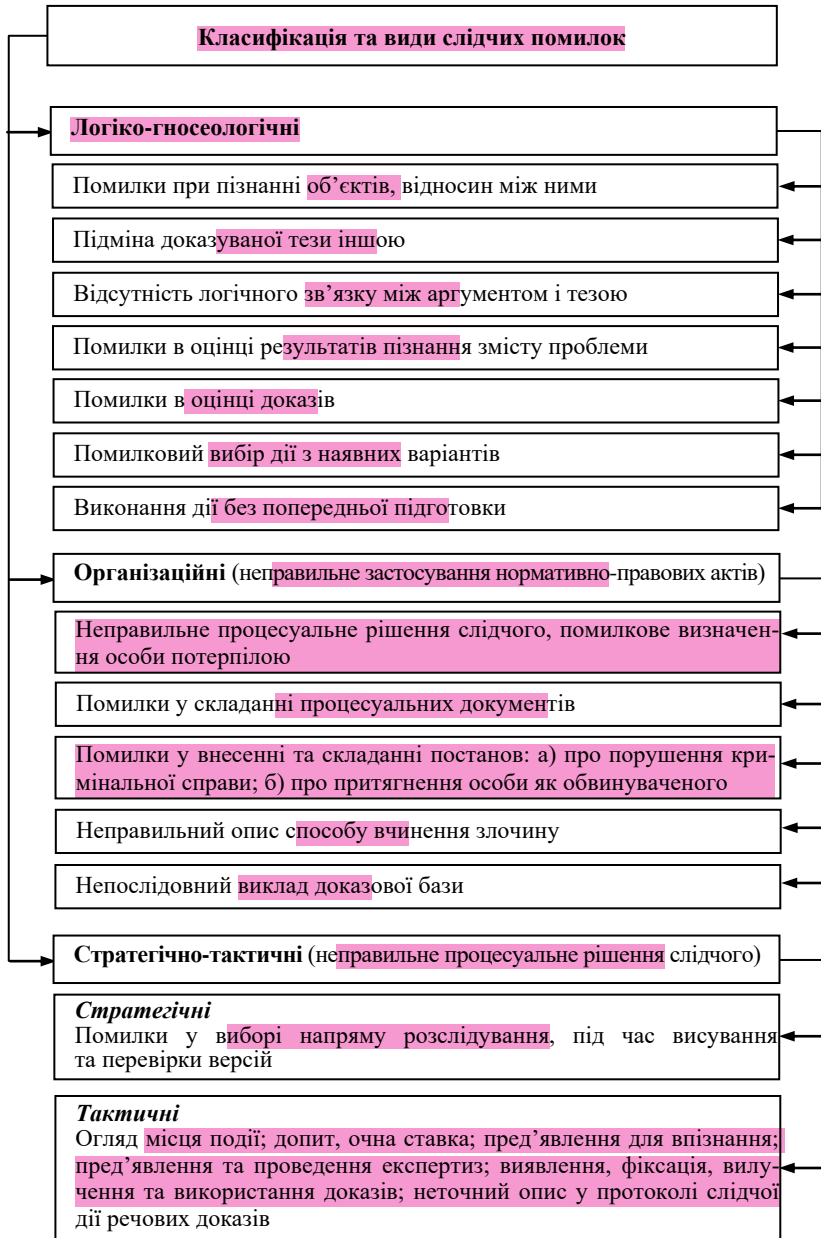 Класифікація та види слідчих помилок
Логіко-гносеологічні
Помилки при пізнанні об’єктів, відносин між ними
Підміна доказуваної тези іншою
Відсутність логічного зв’язку між аргументом і тезою
Помилки в оцінці результатів пізнання змісту проблеми
Помилки в оцінці доказів
Помилковий вибір дії з наявних варіантів
Виконання дії без попередньої підготовки
Організаційні (неправильне застосування нормативно-правових актів)
Неправильне процесуальне рішення слідчого, помилкове визначен-
ня особи потерпілою
Помилки у складанні процесуальних документів
Помилки у внесенні та складанні постанов: а) про порушення кри-
мінальної справи; б) про притягнення особи як обвинуваченого
Неправильний опис способу вчинення злочину
Непослідовний виклад доказової бази
Стратегічно-тактичні (неправильне процесуальне рішення слідчого)
Стратегічні
Помилки у виборі напряму розслідування, під час висування
та перевірки версій
Тактичні
Огляд місця події; допит, очна ставка; пред’явлення для впізнання;
пред’явлення та проведення експертиз; виявлення, фіксація, вилу-
чення та використання доказів; неточний опис у протоколі слідчої
дії речових доказів